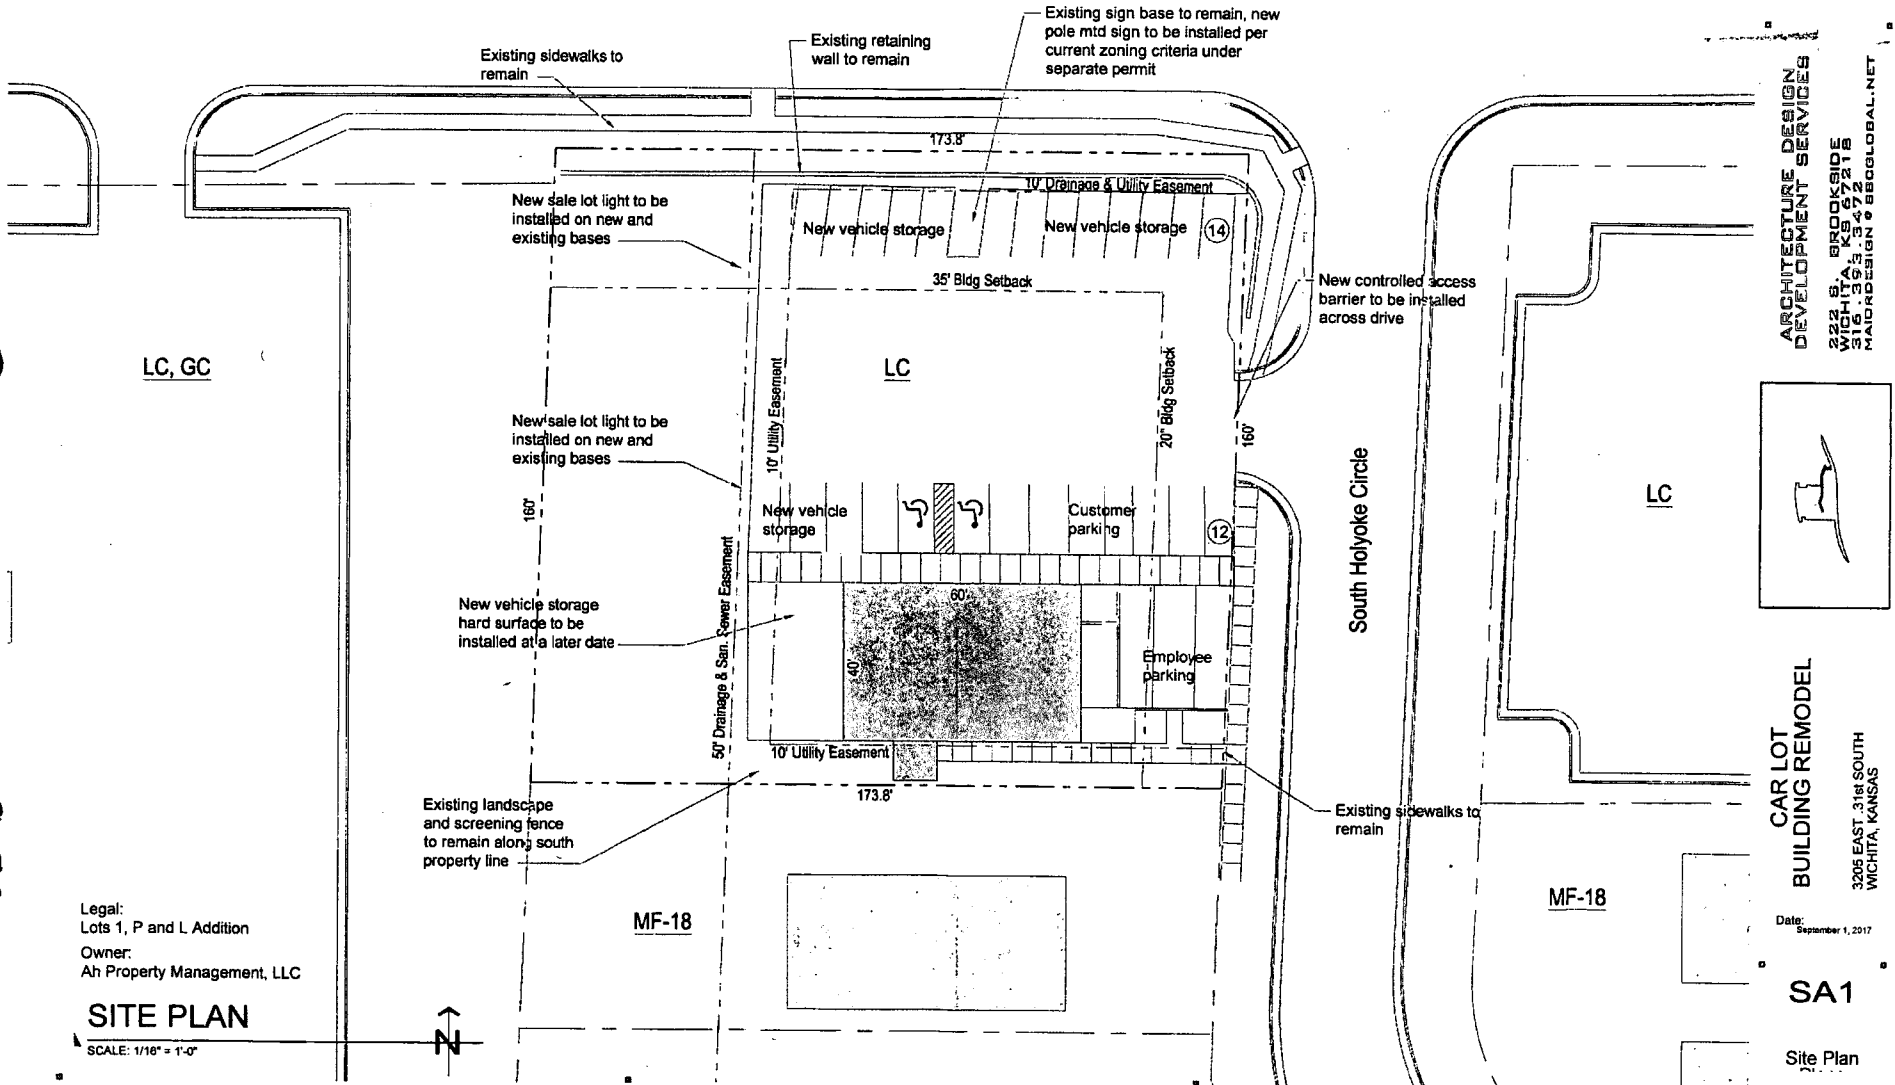 Existing sidewalks to
remain
Existing retaining
wall to remain
Existing sign base to remain, new
pole mtd sign to be installed per
current zoning criteria under
separate permit
173.8'
10' Drainage & Utility Easement
New sale lot light to be
installed on new and
existing bases
New vehicle storage
New vehicle storage
14
35' Bldg Setback
New controlled access
barrier to be installed
across drive
LC, GC
LC
10' Utility Easement
20" Bldg Setback
160'
New sale lot light to be
installed on new and
existing bases
160'
New vehicle
storage
Customer
parking
12
South Holyoke Circle
LC
50' Drainage & San. Sewer Easement
New vehicle storage
hard surface to be
installed at a later date
60'
40'
Employee
parking
10' Utility Easement
173.8'
Existing landscape
and screening fence
to remain along south
property line
Existing sidewalks to
remain
MF-18
MF-18
Legal:
Lots 1, P and L Addition
Owner:
Ah Property Management, LLC
SITE PLAN
SCALE: 1/16" = 1'-0"
N
ARCHITECTURE DESIGN
DEVELOPMENT SERVICES
222 S. BROOKSIDE
WICHITA, KS 67218
316.393.3472
MAIORDESIGN@SBCGLOBAL.NET
CAR LOT
BUILDING REMODEL
3205 EAST .31st SOUTH
WICHITA, KANSAS
Date:
September 1, 2017
SA1
Site Plan